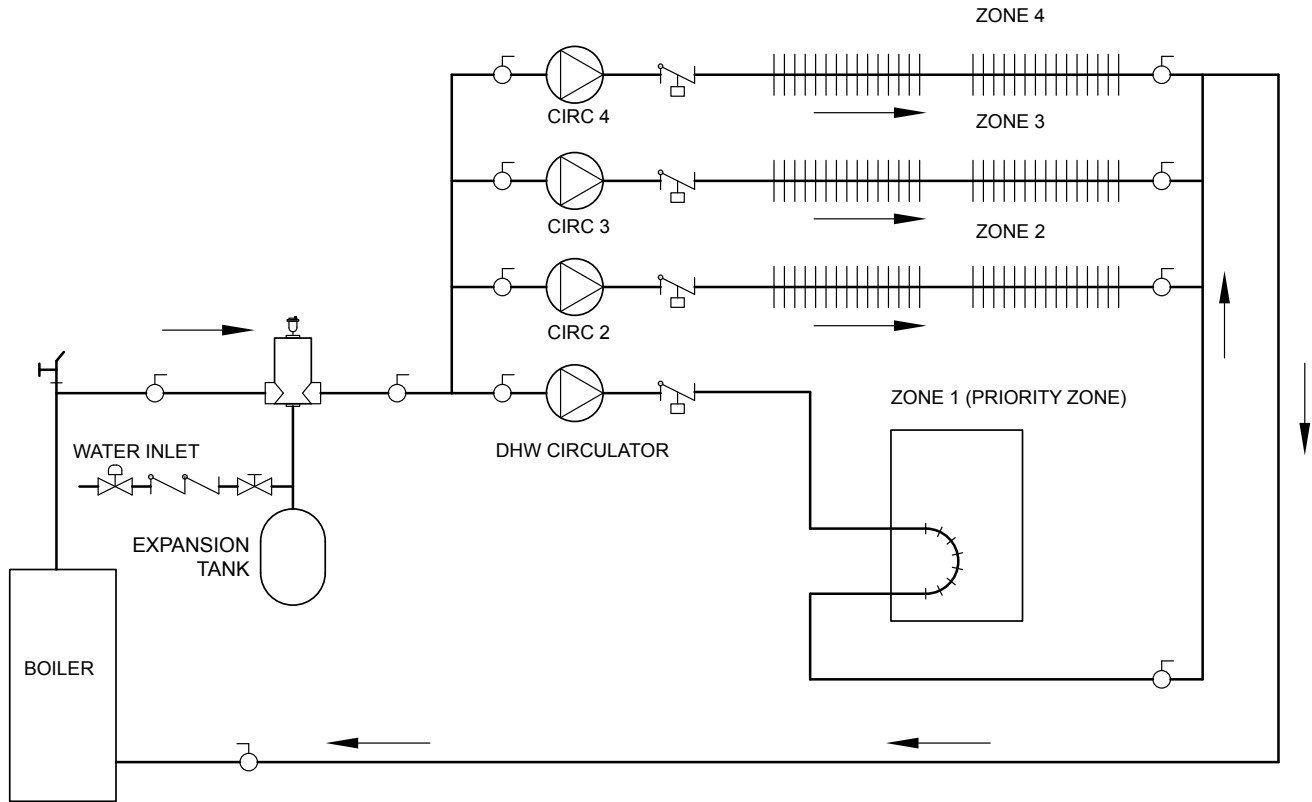 ZONE 4
CIRC 4
ZONE 3
CIRC 3
ZONE 2
CIRC 2
ZONE 1 (PRIORITY ZONE)
DHW CIRCULATOR
WATER INLET
EXPANSION
TANK
BOILER